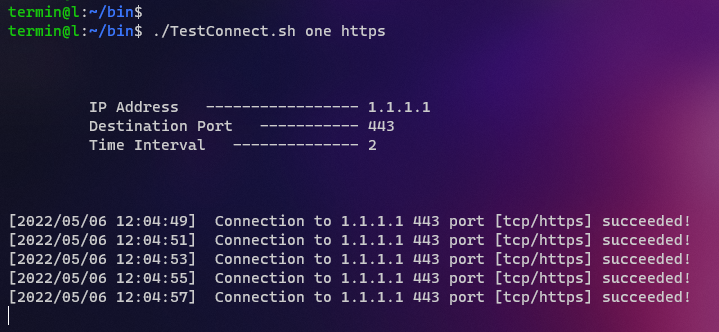 termin@l:~/bin$
termin@l:~/bin$ ./TestConnect.sh one https
IP Address ----------------- 1.1.1.1
Destination Port ----------- 443
Time Interval -------------- 2
[2022/05/06 12:04:49] Connection to 1.1.1.1 443 port [tcp/https] succeeded!
[2022/05/06 12:04:51] Connection to 1.1.1.1 443 port [tcp/https] succeeded!
[2022/05/06 12:04:53] Connection to 1.1.1.1 443 port [tcp/https] succeeded!
[2022/05/06 12:04:55] Connection to 1.1.1.1 443 port [tcp/https] succeeded!
[2022/05/06 12:04:57] Connection to 1.1.1.1 443 port [tcp/https] succeeded!